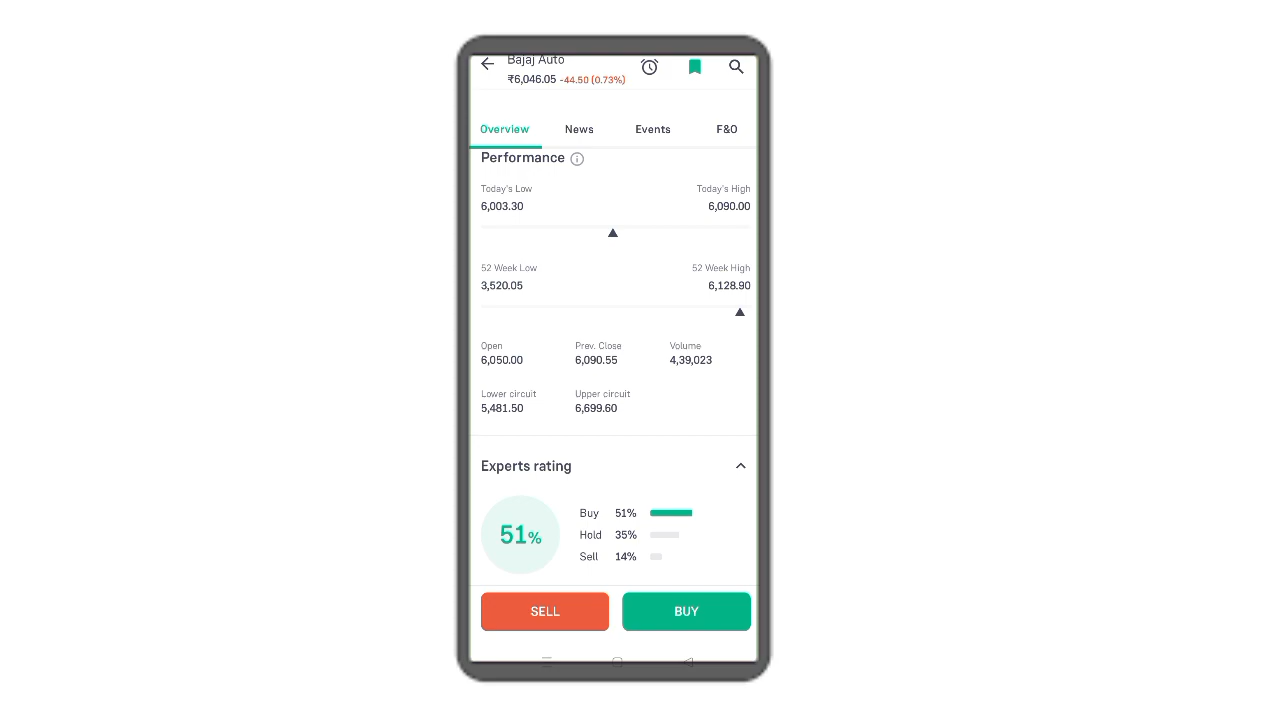 Bajaj Auto
₹6,046.05 -44.50 (0.73%)
Overview News Events F&O
Performance
Today's Low Today's High
6,003.30 6,090.00
52 Week Low 52 Week High
3,520.05 6,128.90
Open Prev. Close Volume
6,050.00 6,090.55 4,39,023
Lower circuit Upper circuit
5,481.50 6,699.60
Experts rating
51%
Buy 51%
Hold 35%
Sell 14%
SELL BUY